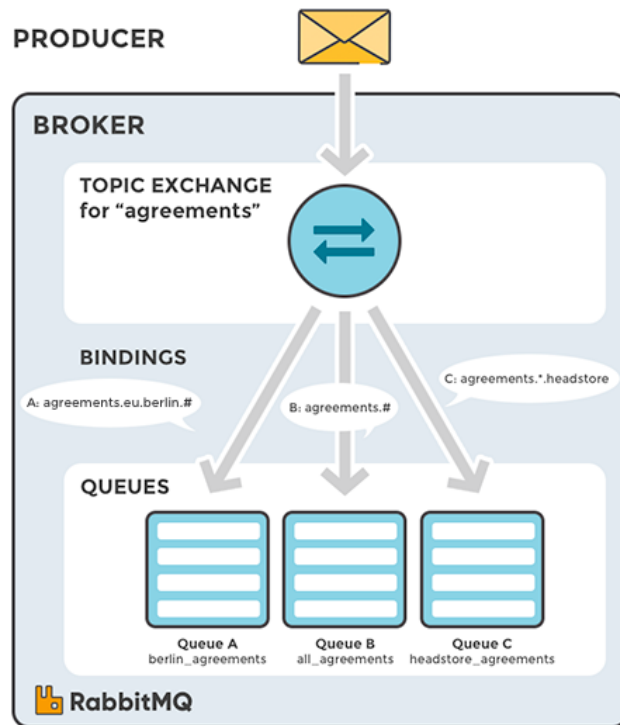 PRODUCER
BROKER
TOPIC EXCHANGE
for “agreements”
BINDINGS
A: agreements.eu.berlin.#
B: agreements.#
C: agreements.*.headstore
QUEUES
Queue A
berlin_agreements
Queue B
all_agreements
Queue C
headstore_agreements
RabbitMQ